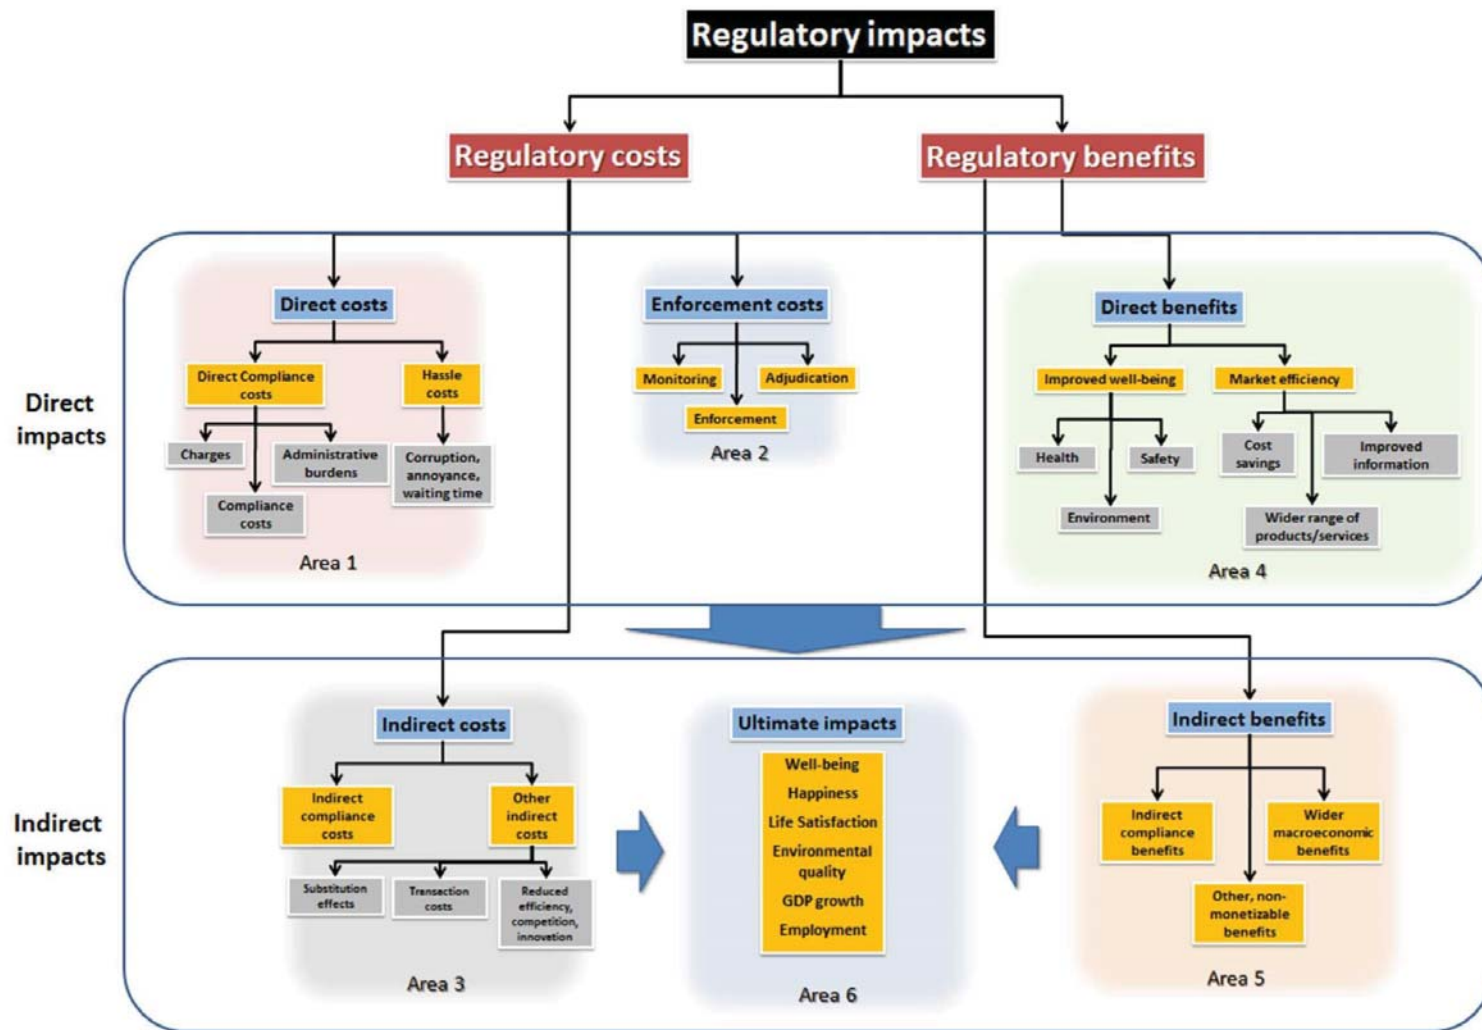 Regulatory impacts
Regulatory costs
Regulatory benefits
Direct
impacts
Direct costs
Direct Compliance
costs
Hassle
costs
Charges
Administrative
burdens
Compliance
costs
Corruption,
annoyance,
waiting time
Area 1
Enforcement costs
Monitoring
Adjudication
Enforcement
Area 2
Direct benefits
Improved well-being
Market efficiency
Health
Safety
Environment
Cost
savings
Improved
information
Wider range of
products/services
Area 4
Indirect
impacts
Indirect costs
Indirect
compliance
costs
Other
indirect costs
Substitution
effects
Transaction
costs
Reduced
efficiency,
competition,
innovation
Area 3
Ultimate impacts
Well-being
Happiness
Life Satisfaction
Environmental
quality
GDP growth
Employment
Area 6
Indirect benefits
Indirect
compliance
benefits
Wider
macroeconomic
benefits
Other, non-
monetizable
benefits
Area 5